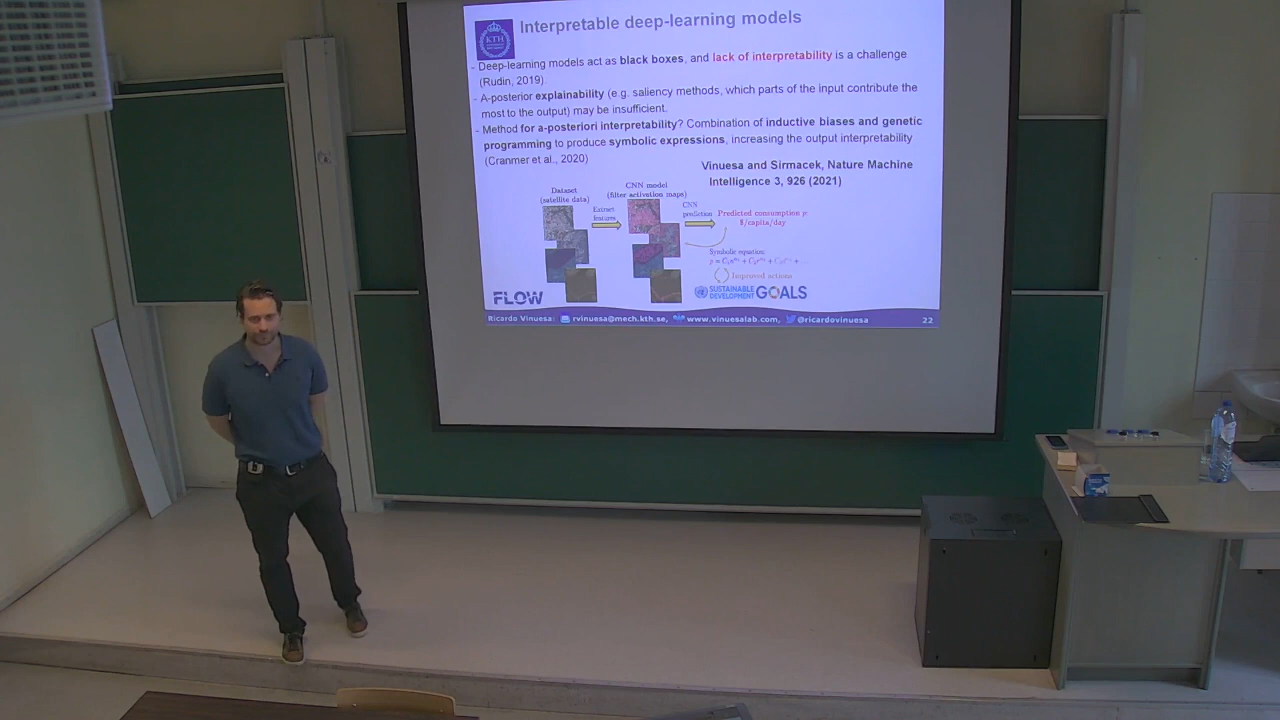 KTH
Interpretable deep-learning models
- Deep-learning models act as black boxes, and lack of interpretability is a challenge
(Rudin, 2019).
- A-posterior explainability (e.g. saliency methods, which parts of the input contribute the
most to the output) may be insufficient.
- Method for a-posteriori interpretability? Combination of inductive biases and genetic
programming to produce symbolic expressions, increasing the output interpretability
(Cranmer et al., 2020)
Vinuesa and Sirmacek, Nature Machine
Intelligence 3, 926 (2021)
Dataset
(satellite data)
Extract
features
CNN model
(filter activation maps)
CNN
prediction
Predicted consumption p:
$/capita/day
Symbolic equation:
Improved actions
FLOW
SUSTAINABLE
DEVELOPMENT
GOALS
Ricardo Vinuesa: rvinuesa@mech.kth.se, www.vinuesalab.com, @ricardovinuesa 22